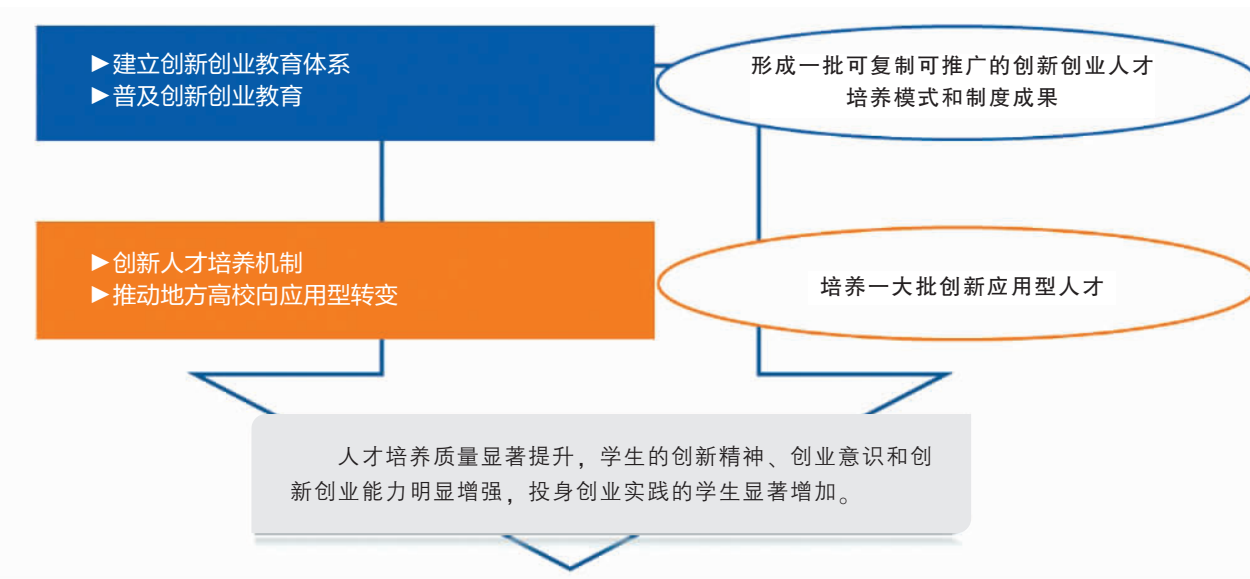 ►建立创新创业教育体系
►普及创新创业教育
形成一批可复制可推广的创新创业人才
培养模式和制度成果
►创新人才培养机制
►推动地方高校向应用型转变
培养一大批创新应用型人才
人才培养质量显著提升，学生的创新精神、创业意识和创
新创业能力明显增强，投身创业实践的学生显著增加。